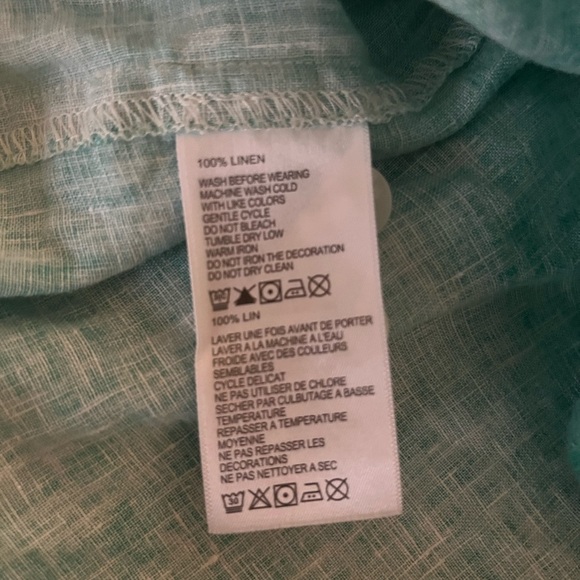 100% LINEN
WASH BEFORE WEARING
MACHINE WASH COLD
WITH LIKE COLORS
GENTLE CYCLE
DO NOT BLEACH
TUMBLE DRY LOW
WARM IRON
DO NOT IRON THE DECORATION
DO NOT DRY CLEAN
30
100% LIN
LAVER UNE FOIS AVANT DE PORTER
LAVER A LA MACHINE A L'EAU
FROIDE AVEC DES COULEURS
SEMBLABLES
CYCLE DELICAT
NE PAS UTILISER DE CHLORE
SECHER PAR CULBUTAGE A BASSE
TEMPERATURE
REPASSER A TEMPERATURE
MOYENNE
NE PAS REPASSER LES
DECORATIONS
NE PAS NETTOYER A SEC
30